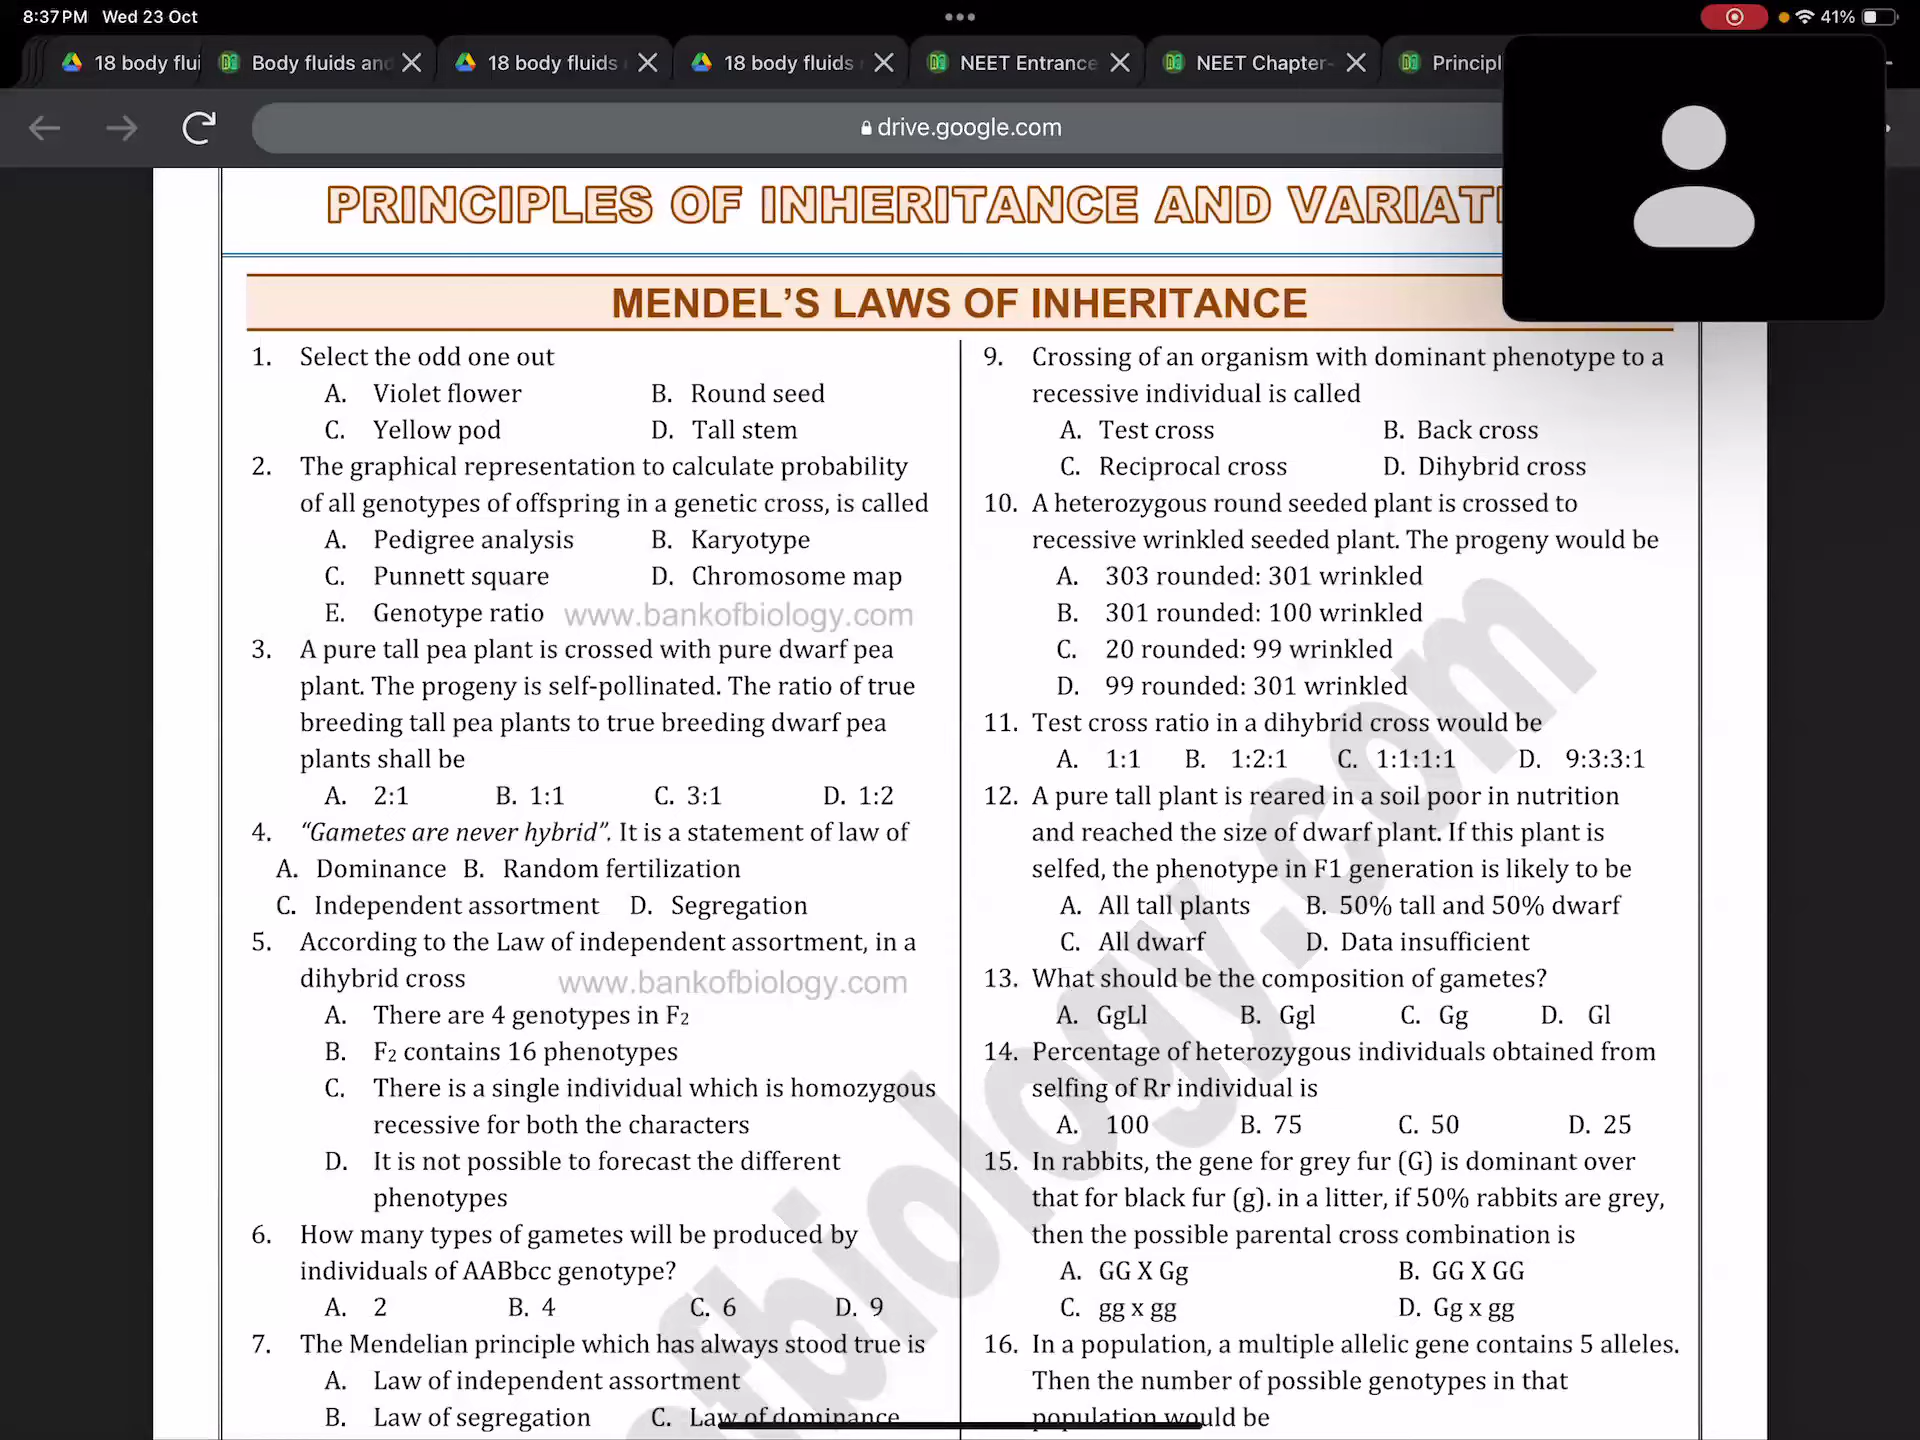 8:37 PM Wed 23 Oct
41%
18 body flui
Body fluids and
18 body fluids
18 body fluids
NEET Entrance
NEET Chapter-
Principl
drive.google.com
PRINCIPLES OF INHERITANCE AND VARIATI
MENDEL'S LAWS OF INHERITANCE
1. Select the odd one out
A. Violet flower B. Round seed
C. Yellow pod D. Tall stem
2. The graphical representation to calculate probability
of all genotypes of offspring in a genetic cross, is called
A. Pedigree analysis B. Karyotype
C. Punnett square D. Chromosome map
E. Genotype ratio www.bankofbiology.com
3. A pure tall pea plant is crossed with pure dwarf pea
plant. The progeny is self-pollinated. The ratio of true
breeding tall pea plants to true breeding dwarf pea
plants shall be
A. 2:1 B. 1:1 C. 3:1 D. 1:2
4. “Gametes are never hybrid”. It is a statement of law of
A. Dominance B. Random fertilization
C. Independent assortment D. Segregation
5. According to the Law of independent assortment, in a
dihybrid cross www.bankofbiology.com
A. There are 4 genotypes in F2
B. F2 contains 16 phenotypes
C. There is a single individual which is homozygous
recessive for both the characters
D. It is not possible to forecast the different
phenotypes
6. How many types of gametes will be produced by
individuals of AABbcc genotype?
A. 2 B. 4 C. 6 D. 9
7. The Mendelian principle which has always stood true is
A. Law of independent assortment
B. Law of segregation C. Law of dominance
9. Crossing of an organism with dominant phenotype to a
recessive individual is called
A. Test cross B. Back cross
C. Reciprocal cross D. Dihybrid cross
10. A heterozygous round seeded plant is crossed to
recessive wrinkled seeded plant. The progeny would be
A. 303 rounded: 301 wrinkled
B. 301 rounded: 100 wrinkled
C. 20 rounded: 99 wrinkled
D. 99 rounded: 301 wrinkled
11. Test cross ratio in a dihybrid cross would be
A. 1:1 B. 1:2:1 C. 1:1:1:1 D. 9:3:3:1
12. A pure tall plant is reared in a soil poor in nutrition
and reached the size of dwarf plant. If this plant is
selfed, the phenotype in F1 generation is likely to be
A. All tall plants B. 50% tall and 50% dwarf
C. All dwarf D. Data insufficient
13. What should be the composition of gametes?
A. GgLl B. Ggl C. Gg D. Gl
14. Percentage of heterozygous individuals obtained from
selfing of Rr individual is
A. 100 B. 75 C. 50 D. 25
15. In rabbits, the gene for grey fur (G) is dominant over
that for black fur (g). in a litter, if 50% rabbits are grey,
then the possible parental cross combination is
A. GG X Gg B. GG X GG
C. gg x gg D. Gg x gg
16. In a population, a multiple allelic gene contains 5 alleles.
Then the number of possible genotypes in that
population would be
ofbiology.com